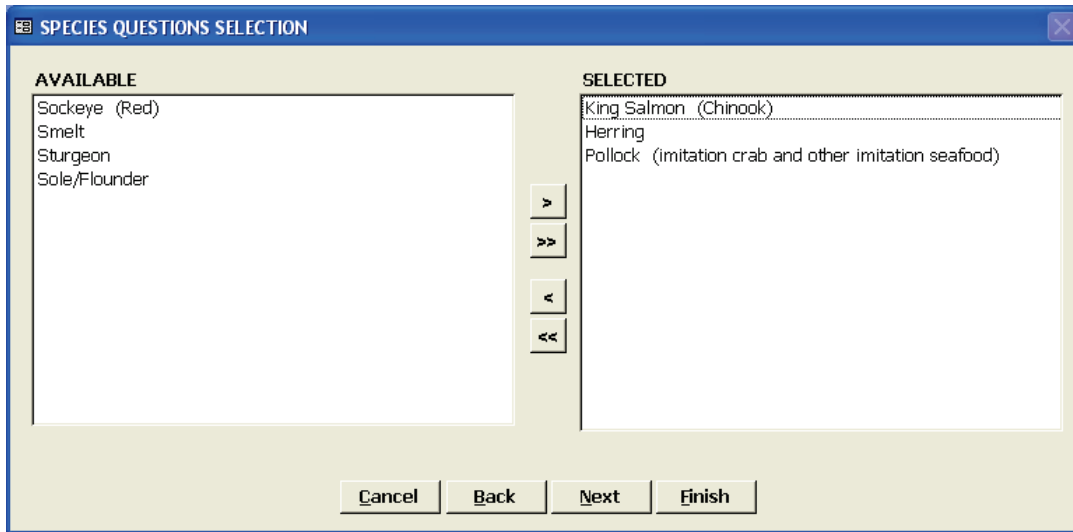 SPECIES QUESTIONS SELECTION
AVAILABLE
Sockeye (Red)
Smelt
Sturgeon
Sole/Flounder
>
>>
<
<<
SELECTED
King Salmon (Chinook)
Herring
Pollock (imitation crab and other imitation seafood)
Cancel Back Next Finish